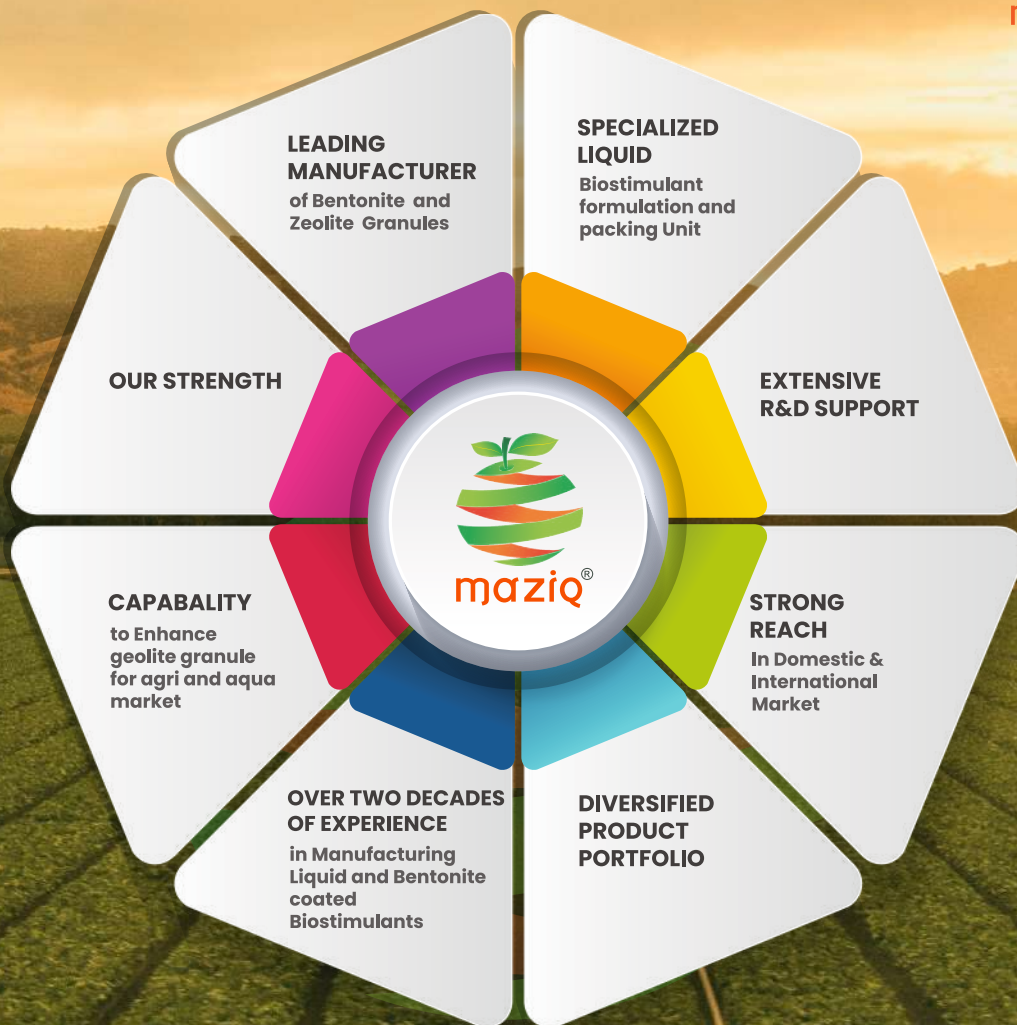 LEADING
MANUFACTURER
of Bentonite and
Zeolite Granules
SPECIALIZED
LIQUID
Biostimulant
formulation and
packing Unit
OUR STRENGTH
EXTENSIVE
R&D SUPPORT
maziq®
CAPABALITY
to Enhance
geolite granule
for agri and aqua
market
STRONG
REACH
In Domestic &
International
Market
OVER TWO DECADES
OF EXPERIENCE
in Manufacturing
Liquid and Bentonite
coated
Biostimulants
DIVERSIFIED
PRODUCT
PORTFOLIO